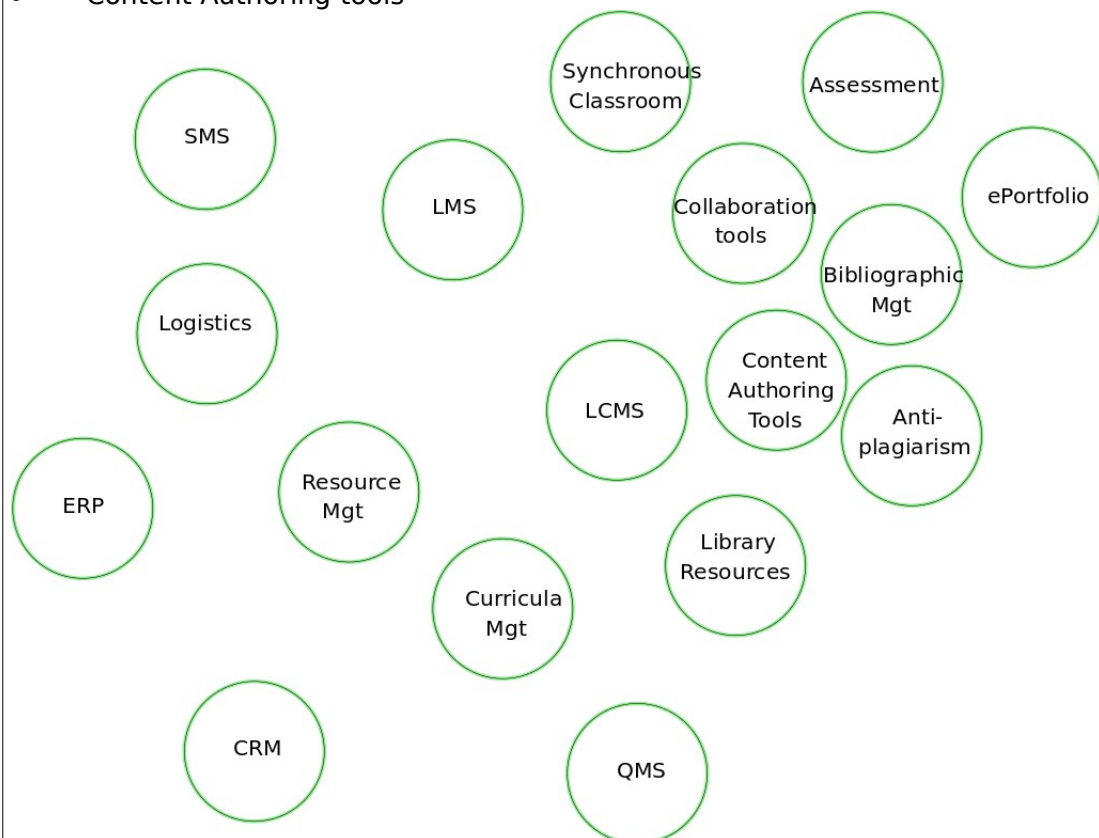 • Content Authoring tools
Synchronous
Classroom
Assessment
SMS
ePortfolio
LMS
Collaboration
tools
Bibliographic
Mgt
Logistics
Content
Authoring
Tools
LCMS
Anti-
plagiarism
Resource
Mgt
ERP
Library
Resources
Curricula
Mgt
CRM
QMS